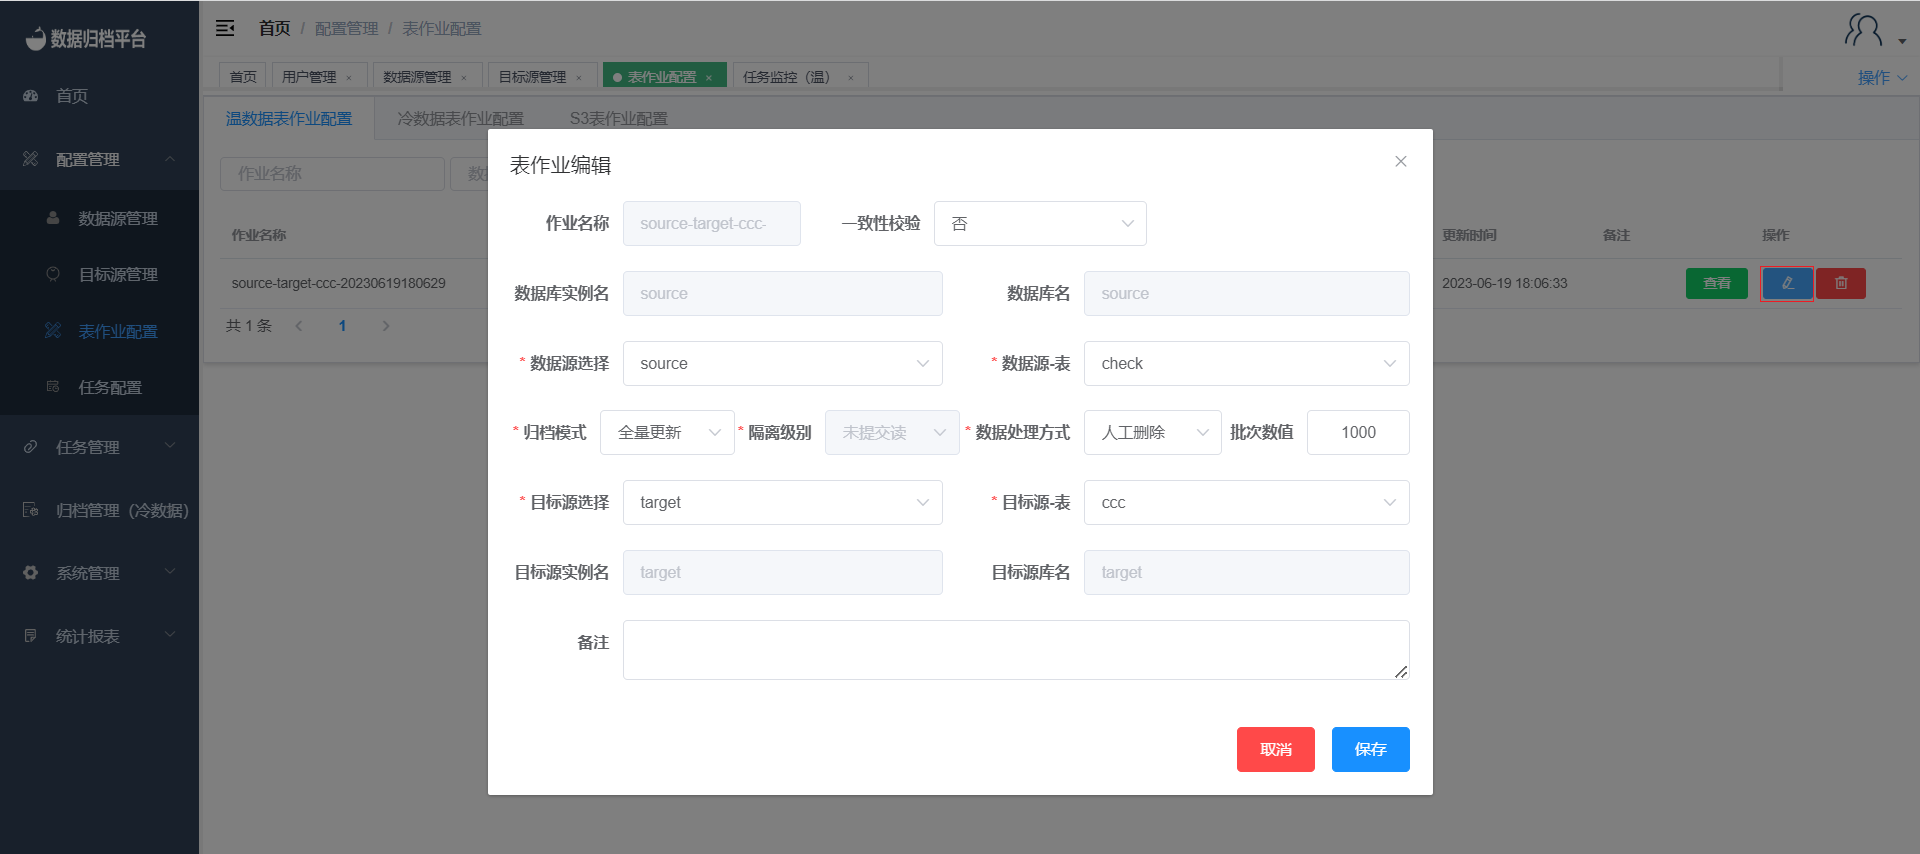 数据归档平台
首页 / 配置管理 / 表作业配置
首页 用户管理 × 数据源管理 × 目标源管理 × 表作业配置 × 任务监控（温） ×
操作
首页
配置管理
数据源管理
目标源管理
表作业配置
任务配置
任务管理
归档管理（冷数据）
系统管理
统计报表
温数据表作业配置 冷数据表作业配置 S3表作业配置
作业名称
作业名称 更新时间 备注 操作
source-target-ccc-20230619180629 2023-06-19 18:06:33 查看
共 1 条 1
表作业编辑
作业名称 source-target-ccc- 一致性校验 否
数据库实例名 source 数据库名 source
* 数据源选择 source * 数据源-表 check
* 归档模式 全量更新 * 隔离级别 未提交读 * 数据处理方式 人工删除 批次数值 1000
* 目标源选择 target * 目标源-表 ccc
目标源实例名 target 目标源库名 target
备注
取消 保存